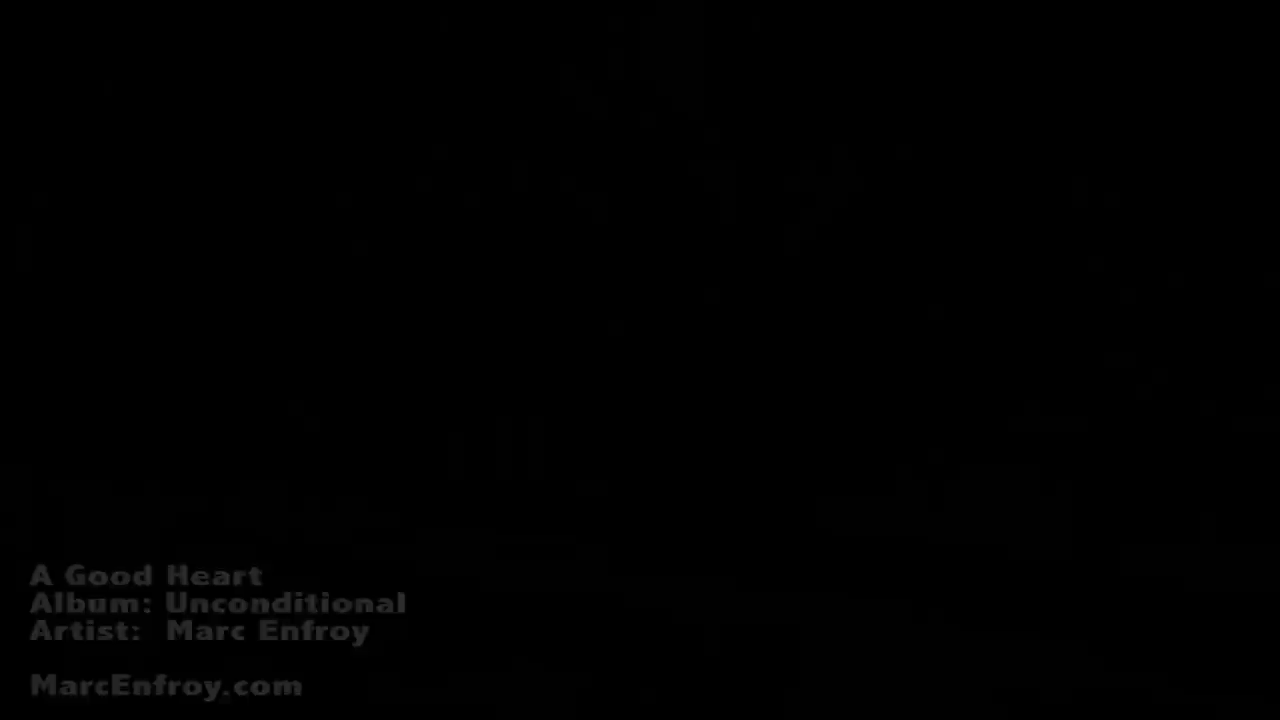 A Good Heart
Album: Unconditional
Artist: Marc Enfroy
MarcEnfroy.com